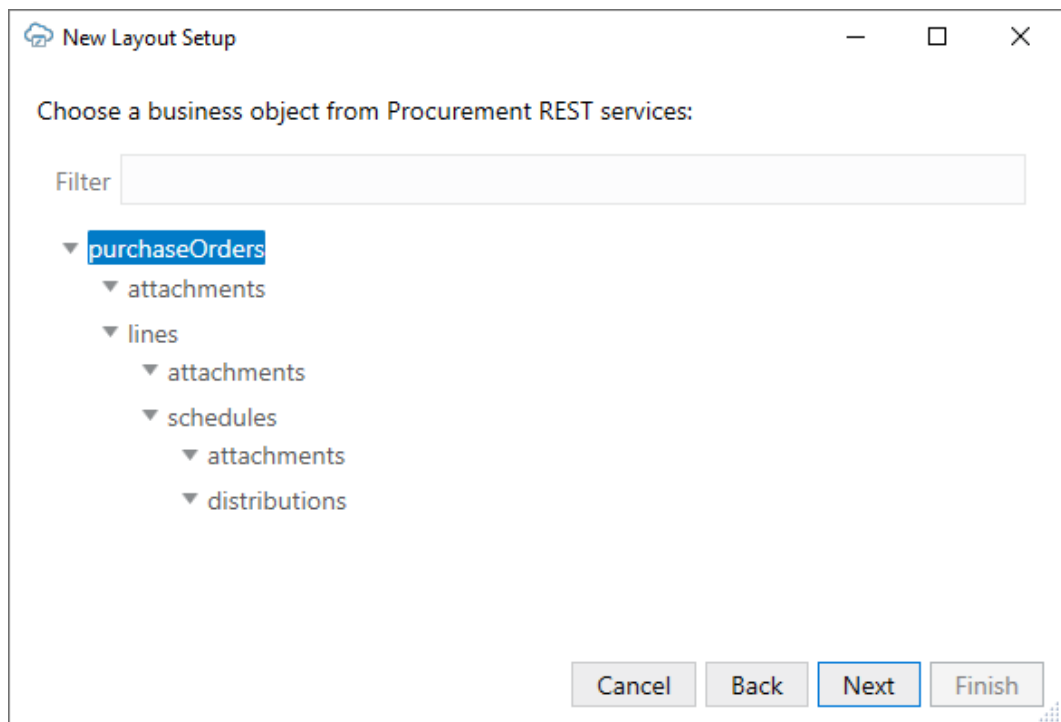 New Layout Setup
Choose a business object from Procurement REST services:
Filter
purchaseOrders
attachments
lines
attachments
schedules
attachments
distributions
Cancel Back Next Finish